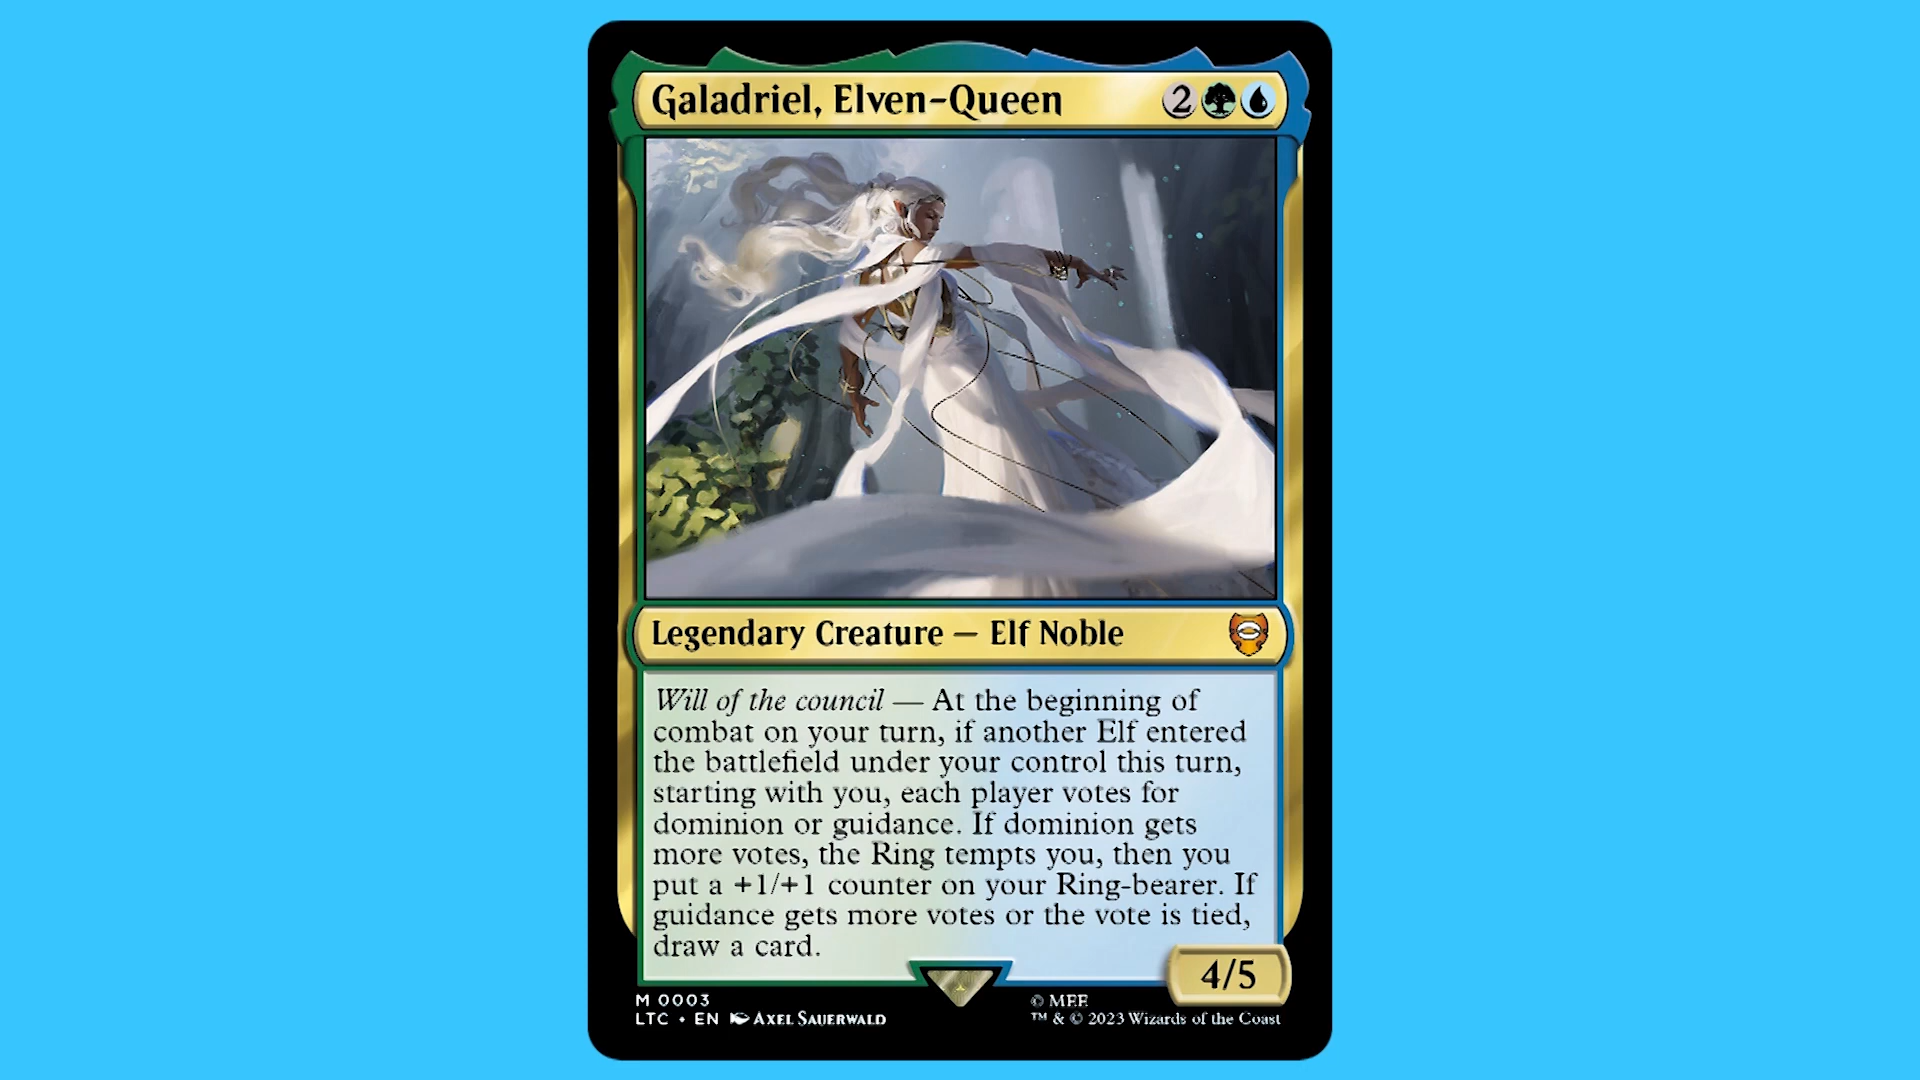 Galadriel, Elven-Queen 2
Legendary Creature — Elf Noble
Will of the council — At the beginning of
combat on your turn, if another Elf entered
the battlefield under your control this turn,
starting with you, each player votes for
dominion or guidance. If dominion gets
more votes, the Ring tempts you, then you
put a +1/+1 counter on your Ring-bearer. If
guidance gets more votes or the vote is tied,
draw a card.
4/5
M 0003 © MEE
LTC • EN Axel Sauerwald ™ & © 2023 Wizards of the Coast